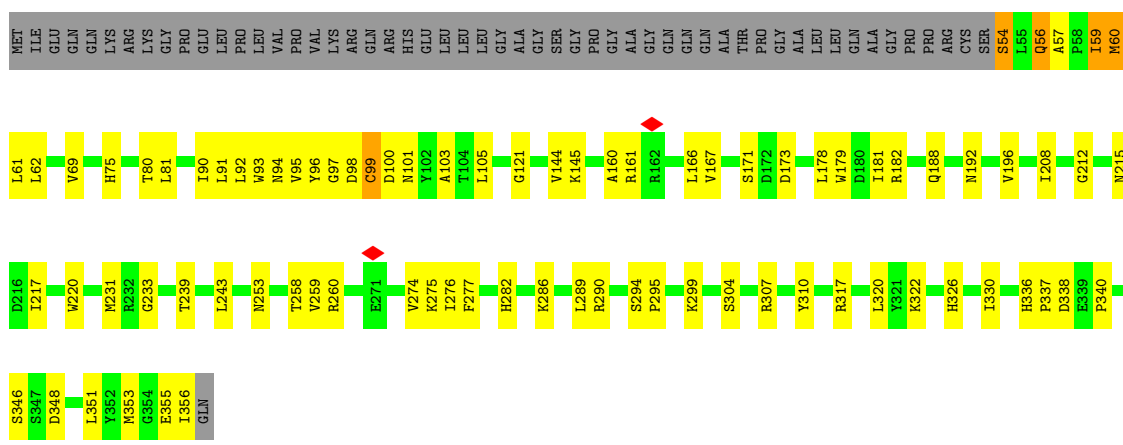 MET ILE GLU GLN GLN LYS ARG LYS GLY PRO GLU LEU PRO LEU VAL PRO VAL LYS ARG GLN ARG HIS GLU LEU LEU LEU GLY ALA GLY SER GLY PRO GLY ALA GLY GLN GLN GLN ALA THR PRO GLY ALA LEU LEU GLN ALA GLY PRO PRO ARG CYS SER S54 L55 Q56 A57 P58 I59 M60
L61 L62 V69 H75 T80 L81 I90 L91 L92 W93 N94 V95 Y96 G97 D98 C99 D100 N101 Y102 A103 T104 L105 G121 V144 K145 A160 R161 R162 L166 V167 S171 D172 D173 L178 W179 D180 I181 R182 Q188 N192 V196 I208 G212 N215
D216 I217 W220 M231 R232 G233 T239 L243 N253 T258 V259 R260 E271 V274 K275 I276 F277 H282 K286 L289 R290 S294 P295 K299 S304 R307 Y310 R317 L320 Y321 K322 H326 I330 H336 P337 D338 E339 P340
S346 S347 D348 L351 Y352 M353 G354 E355 I356 GLN